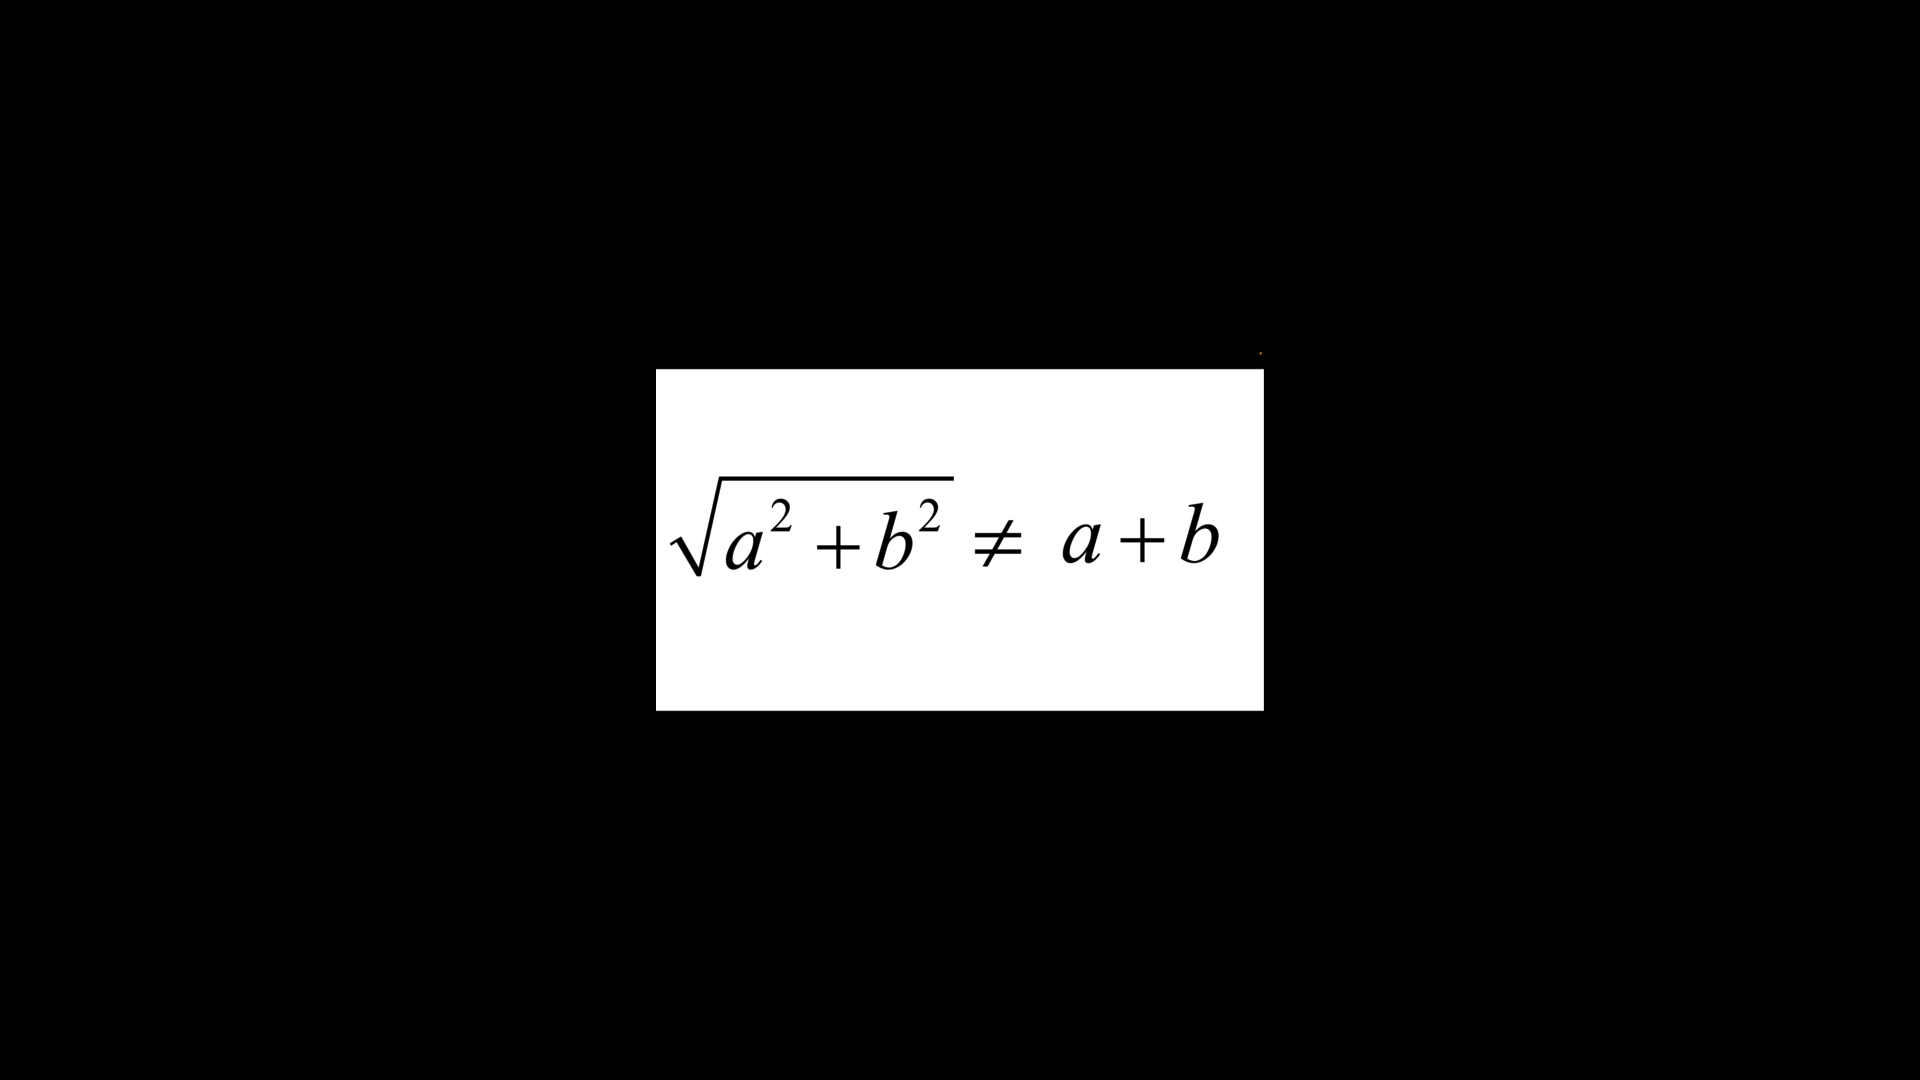 √(a² + b²) ≠ a + b